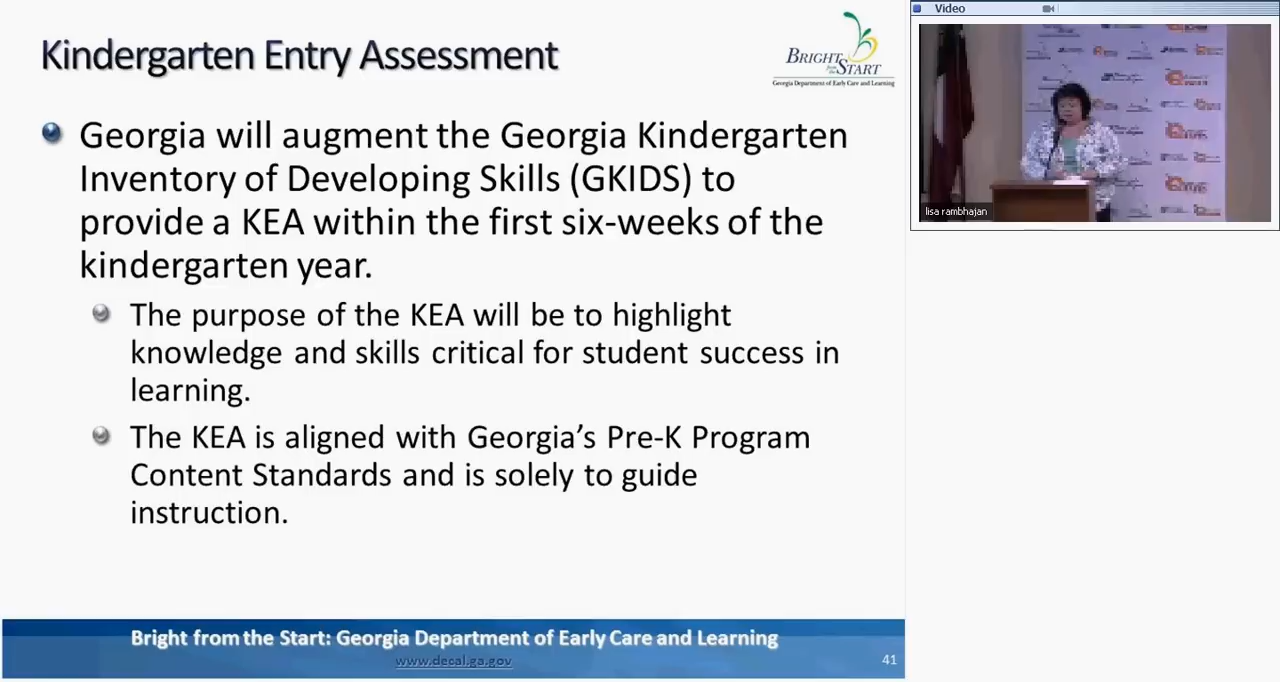 Kindergarten Entry Assessment
BRIGHT
from the
START
Georgia Department of Early Care and Learning
Georgia will augment the Georgia Kindergarten
Inventory of Developing Skills (GKIDS) to
provide a KEA within the first six-weeks of the
kindergarten year.
The purpose of the KEA will be to highlight
knowledge and skills critical for student success in
learning.
The KEA is aligned with Georgia’s Pre-K Program
Content Standards and is solely to guide
instruction.
Bright from the Start: Georgia Department of Early Care and Learning
www.decal.ga.gov
41
Video
lisa rambhajan